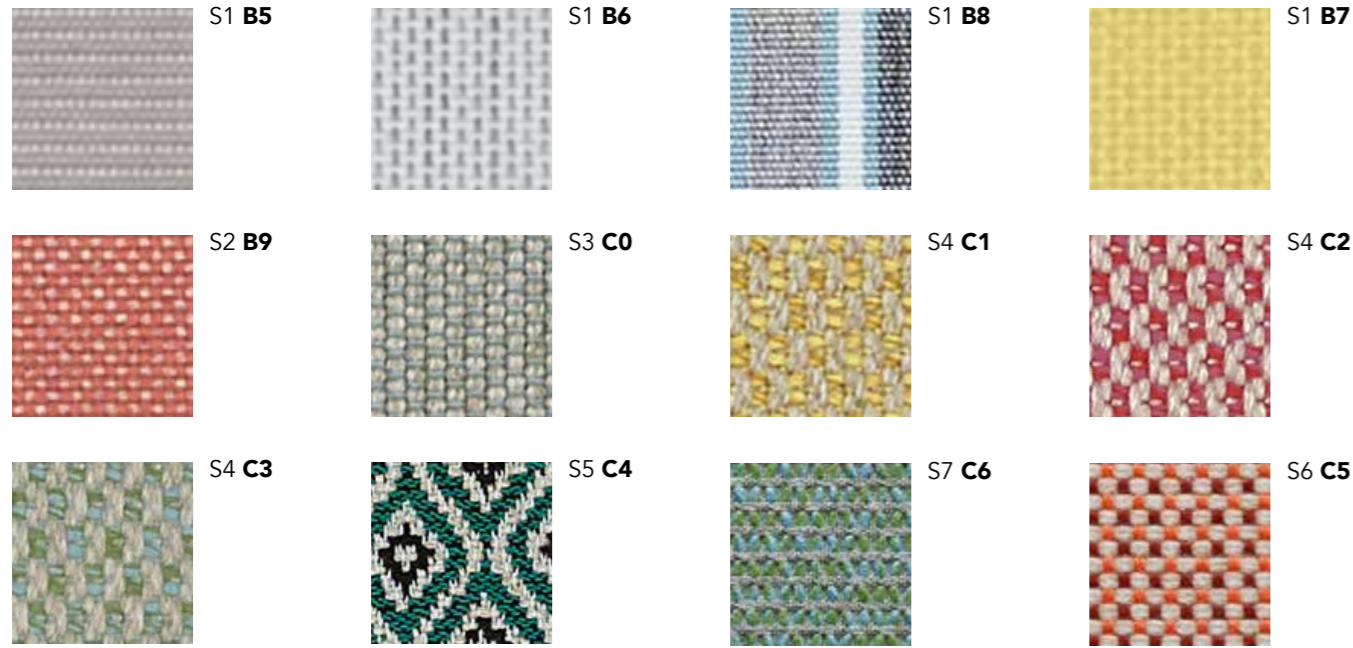 S1 B5
S1 B6
S1 B8
S1 B7
S2 B9
S3 C0
S4 C1
S4 C2
S4 C3
S5 C4
S7 C6
S6 C5